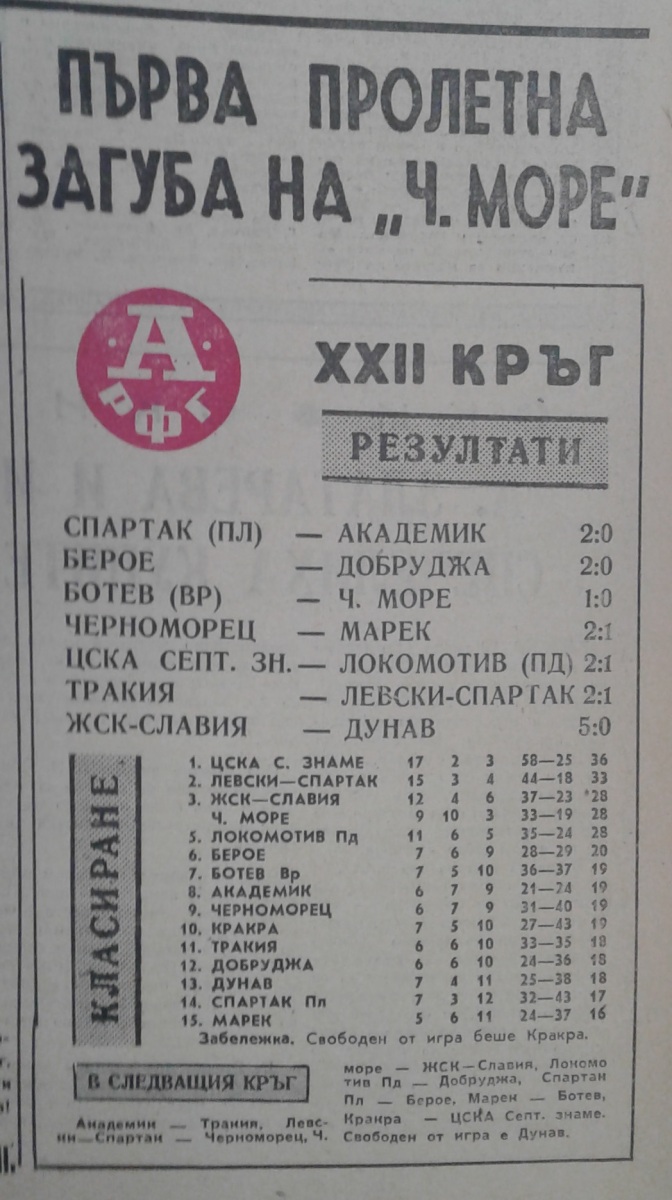 ПЪРВА ПРОЛЕТНА
ЗАГУБА НА „Ч. МОРЕ"
А
РФГ
XXII КРЪГ
РЕЗУЛТАТИ
СПАРТАК (ПЛ) — АКАДЕМИК 2:0
БЕРОЕ — ДОБРУДЖА 2:0
БОТЕВ (ВР) — Ч. МОРЕ 1:0
ЧЕРНОМОРЕЦ — МАРЕК 2:1
ЦСКА СЕПТ. ЗН. — ЛОКОМОТИВ (ПД) 2:1
ТРАКИЯ — ЛЕВСКИ-СПАРТАК 2:1
ЖСК-СЛАВИЯ — ДУНАВ 5:0
КЛАСИРАНЕ
1. ЦСКА С. ЗНАМЕ 17 2 3 58—25 36
2. ЛЕВСКИ—СПАРТАК 15 3 4 44—18 33
3. ЖСК—СЛАВИЯ 12 4 6 37—23 28
Ч. МОРЕ 9 10 3 33—19 28
5. ЛОКОМОТИВ Пд 11 6 5 35—24 28
6. БЕРОЕ 7 6 9 28—29 20
7. БОТЕВ Вр 7 5 10 36—37 19
8. АКАДЕМИК 6 7 9 21—24 19
9. ЧЕРНОМОРЕЦ 6 7 9 31—40 19
10. КРАКРА 7 5 10 27—43 19
11. ТРАКИЯ 6 6 10 33—35 18
12. ДОБРУДЖА 6 6 10 24—36 18
13. ДУНАВ 7 4 11 25—38 18
14. СПАРТАК Пл 7 3 12 32—43 17
15. МАРЕК 5 6 11 24—37 16
Забележка. Свободен от игра беше Кракра.
В СЛЕДВАЩИЯ КРЪГ
Академик — Тракия, Левс-
ки—Спартак — Черноморец, Ч.
море — ЖСК—Славия, Локомо
тив Пд — Добруджа, Спартак
Пл — Берое, Марек — Ботев,
Кракра — ЦСКА Септ. знаме.
Свободен от игра е Дунав.